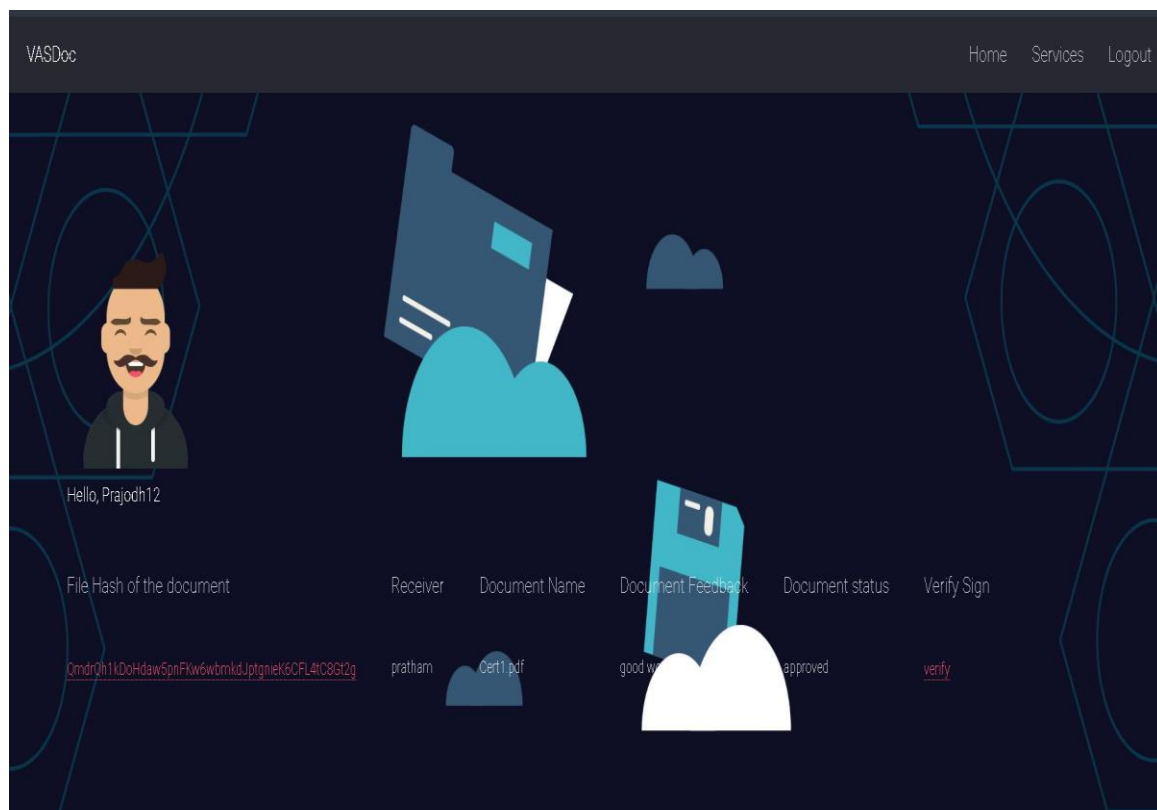 VASDoc Home Services Logout
Hello, Prajodh12
File Hash of the document Receiver Document Name Document Feedback Document status Verify Sign
pratham Cert1.pdf good approved verify